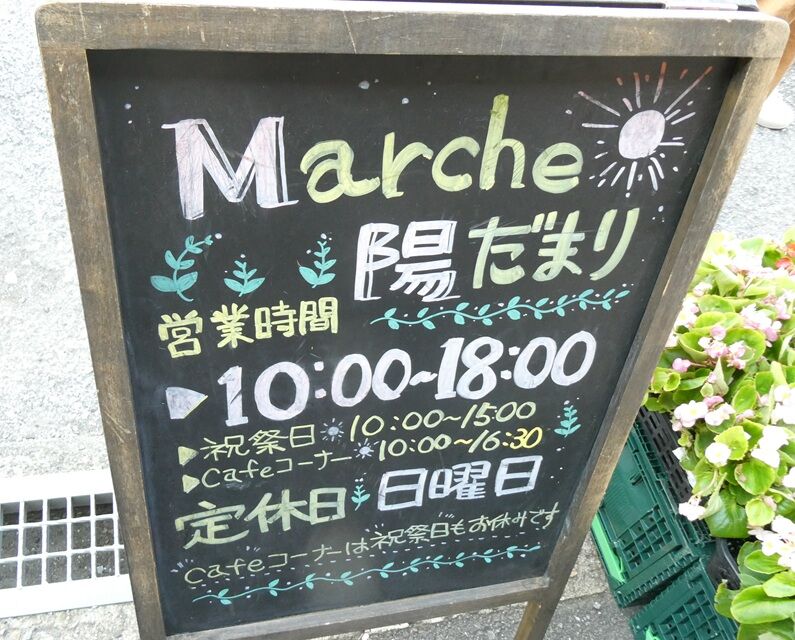 Marche
陽だまり
営業時間
10:00~18:00
祝祭日 10:00~15:00
Cafeコーナー 10:00~16:30
定休日 日曜日
Cafeコーナーは祝祭日もお休みです